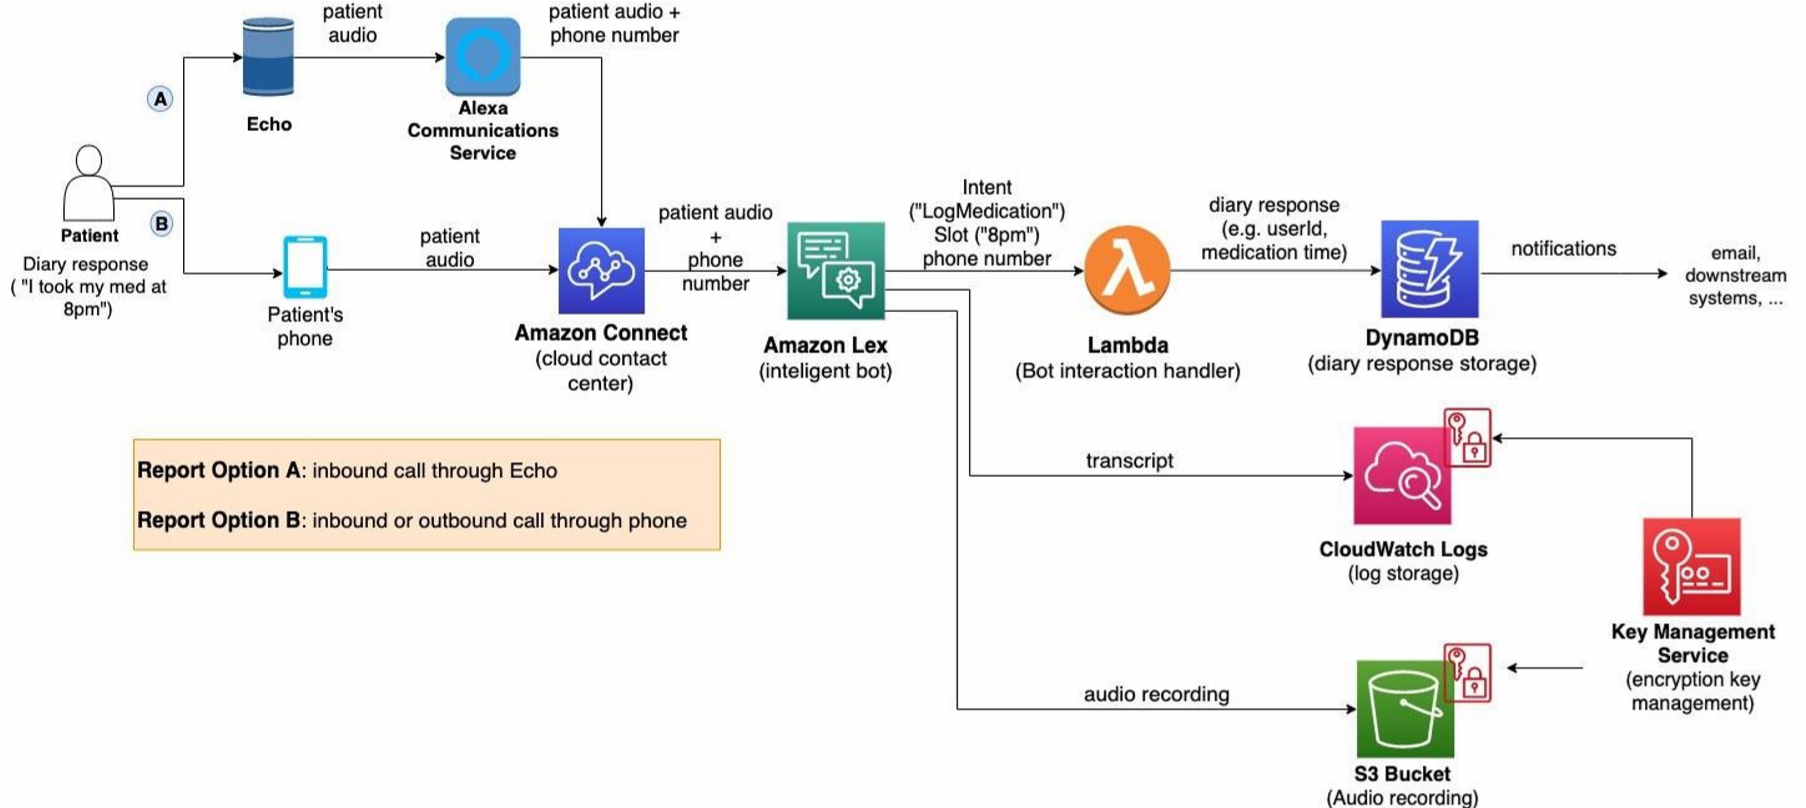 patient
audio
patient audio +
phone number
A
Echo
Alexa
Communications
Service
B
Patient
Diary response
( "I took my med at
8pm")
Patient's
phone
patient
audio
Amazon Connect
(cloud contact
center)
patient audio
+
phone
number
Amazon Lex
(inteligent bot)
Intent
("LogMedication")
Slot ("8pm")
phone number
Lambda
(Bot interaction handler)
diary response
(e.g. userId,
medication time)
DynamoDB
(diary response storage)
notifications
email,
downstream
systems, ...
Report Option A: inbound call through Echo
Report Option B: inbound or outbound call through phone
transcript
CloudWatch Logs
(log storage)
Key Management
Service
(encryption key
management)
audio recording
S3 Bucket
(Audio recording)